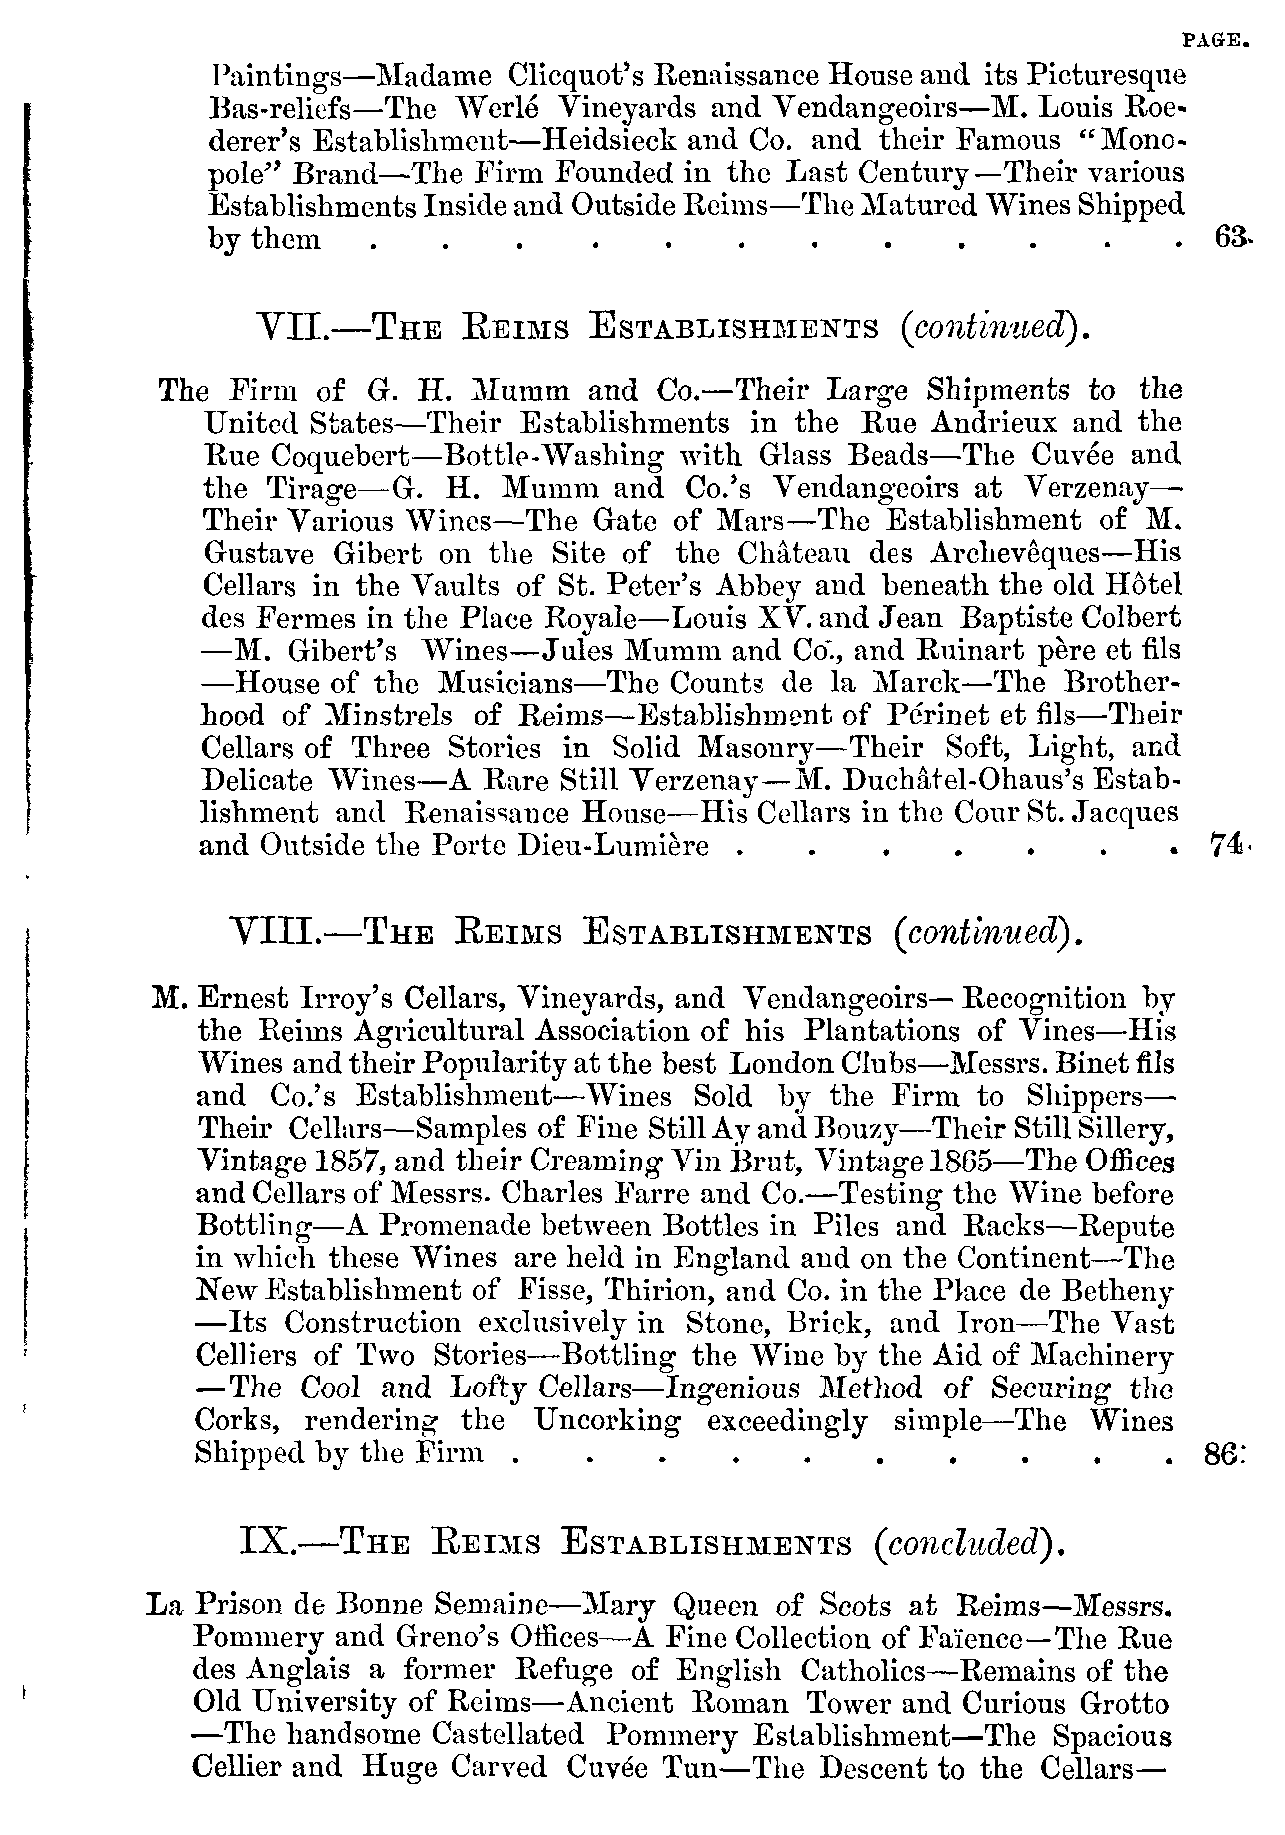 PAGE.
Paintings—Madame Clicquot's Renaissance House and its Picturesque
Bas-reliefs—The Werlé Vineyards and Vendangeoirs—M. Louis Roe-
derer's Establishment—Heidsieck and Co. and their Famous "Mono-
pole" Brand—The Firm Founded in the Last Century—Their various
Establishments Inside and Outside Reims—The Matured Wines Shipped
by them . . . . . . . . . . . . 63
VII.—THE REIMS ESTABLISHMENTS (continued).
The Firm of G. H. Mumm and Co.—Their Large Shipments to the
United States—Their Establishments in the Rue Andrieux and the
Rue Coquebert—Bottle-Washing with Glass Beads—The Cuvée and
the Tirage—G. H. Mumm and Co.'s Vendangeoirs at Verzenay—
Their Various Wines—The Gate of Mars—The Establishment of M.
Gustave Gibert on the Site of the Château des Archevêques—His
Cellars in the Vaults of St. Peter's Abbey and beneath the old Hôtel
des Fermes in the Place Royale—Louis XV. and Jean Baptiste Colbert
—M. Gibert's Wines—Jules Mumm and Co., and Ruinart père et fils
—House of the Musicians—The Counts de la Marck—The Brother-
hood of Minstrels of Reims—Establishment of Périnet et fils—Their
Cellars of Three Stories in Solid Masonry—Their Soft, Light, and
Delicate Wines—A Rare Still Verzenay—M. Duchâtel-Ohaus's Estab-
lishment and Renaissance House—His Cellars in the Cour St. Jacques
and Outside the Porte Dieu-Lumière . . . . . . . 74
VIII.—THE REIMS ESTABLISHMENTS (continued).
M. Ernest Irroy's Cellars, Vineyards, and Vendangeoirs—Recognition by
the Reims Agricultural Association of his Plantations of Vines—His
Wines and their Popularity at the best London Clubs—Messrs. Binet fils
and Co.'s Establishment—Wines Sold by the Firm to Shippers—
Their Cellars—Samples of Fine Still Ay and Bouzy—Their Still Sillery,
Vintage 1857, and their Creaming Vin Brut, Vintage 1865—The Offices
and Cellars of Messrs. Charles Farre and Co.—Testing the Wine before
Bottling—A Promenade between Bottles in Piles and Racks—Repute
in which these Wines are held in England and on the Continent—The
New Establishment of Fisse, Thirion, and Co. in the Place de Betheny
—Its Construction exclusively in Stone, Brick, and Iron—The Vast
Celliers of Two Stories—Bottling the Wine by the Aid of Machinery
—The Cool and Lofty Cellars—Ingenious Method of Securing the
Corks, rendering the Uncorking exceedingly simple—The Wines
Shipped by the Firm . . . . . . . . . . 86
IX.—THE REIMS ESTABLISHMENTS (concluded).
La Prison de Bonne Semaine—Mary Queen of Scots at Reims—Messrs.
Pommery and Greno's Offices—A Fine Collection of Faïence—The Rue
des Anglais a former Refuge of English Catholics—Remains of the
Old University of Reims—Ancient Roman Tower and Curious Grotto
—The handsome Castellated Pommery Establishment—The Spacious
Cellier and Huge Carved Cuvée Tun—The Descent to the Cellars—